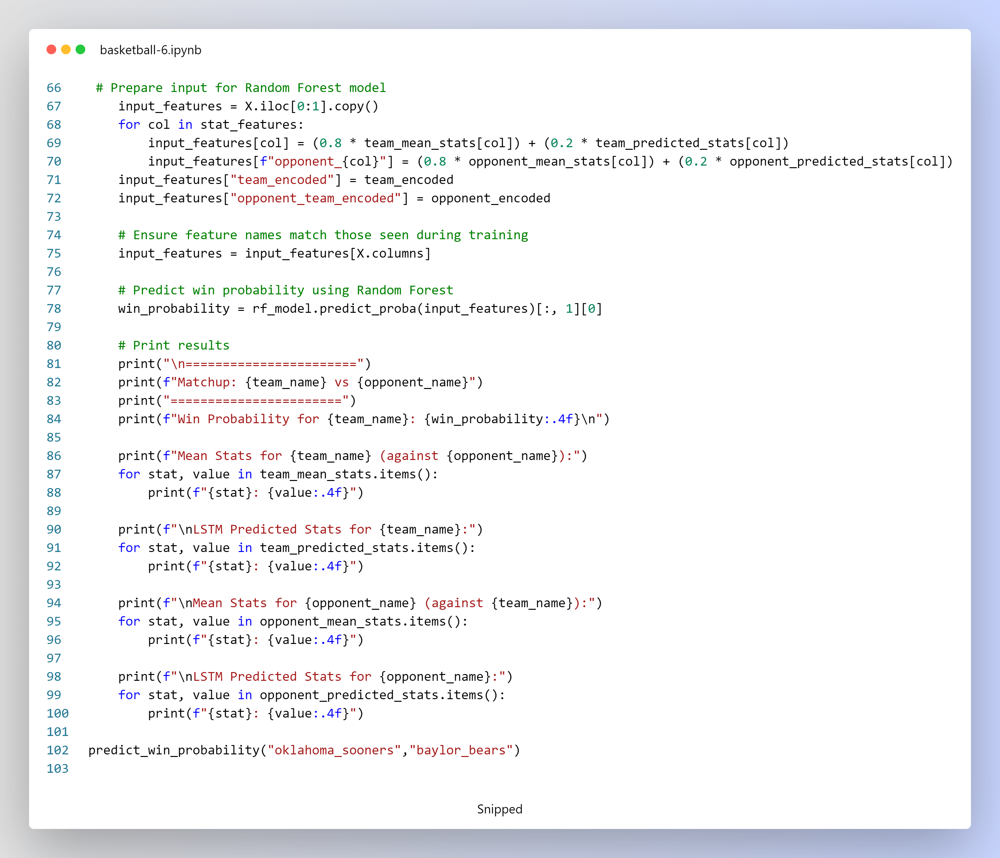 basketball-6.ipynb
66 # Prepare input for Random Forest model
67 input_features = X.iloc[0:1].copy()
68 for col in stat_features:
69 input_features[col] = (0.8 * team_mean_stats[col]) + (0.2 * team_predicted_stats[col])
70 input_features[f"opponent_{col}"] = (0.8 * opponent_mean_stats[col]) + (0.2 * opponent_predicted_stats[col])
71 input_features["team_encoded"] = team_encoded
72 input_features["opponent_team_encoded"] = opponent_encoded
73
74 # Ensure feature names match those seen during training
75 input_features = input_features[X.columns]
76
77 # Predict win probability using Random Forest
78 win_probability = rf_model.predict_proba(input_features)[:, 1][0]
79
80 # Print results
81 print("\n=======================")
82 print(f"Matchup: {team_name} vs {opponent_name}")
83 print("=======================")
84 print(f"Win Probability for {team_name}: {win_probability:.4f}\n")
85
86 print(f"Mean Stats for {team_name} (against {opponent_name}):")
87 for stat, value in team_mean_stats.items():
88 print(f"{stat}: {value:.4f}")
89
90 print(f"\nLSTM Predicted Stats for {team_name}:")
91 for stat, value in team_predicted_stats.items():
92 print(f"{stat}: {value:.4f}")
93
94 print(f"\nMean Stats for {opponent_name} (against {team_name}):")
95 for stat, value in opponent_mean_stats.items():
96 print(f"{stat}: {value:.4f}")
97
98 print(f"\nLSTM Predicted Stats for {opponent_name}:")
99 for stat, value in opponent_predicted_stats.items():
100 print(f"{stat}: {value:.4f}")
101
102 predict_win_probability("oklahoma_sooners","baylor_bears")
103
Snipped